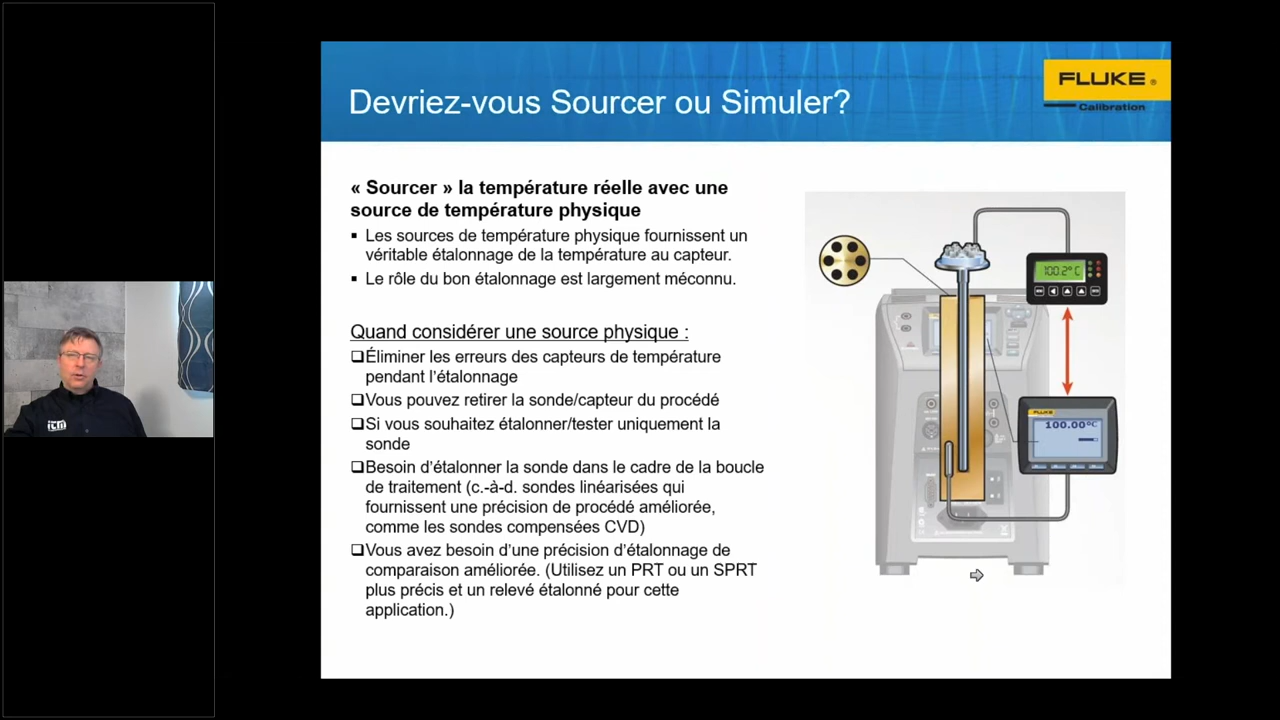 Devriez-vous Sourcer ou Simuler?
FLUKE®
Calibration
« Sourcer » la température réelle avec une
source de température physique
▪ Les sources de température physique fournissent un
véritable étalonnage de la température au capteur.
▪ Le rôle du bon étalonnage est largement méconnu.
Quand considérer une source physique :
❑Éliminer les erreurs des capteurs de température
pendant l’étalonnage
❑Vous pouvez retirer la sonde/capteur du procédé
❑Si vous souhaitez étalonner/tester uniquement la
sonde
❑Besoin d’étalonner la sonde dans le cadre de la boucle
de traitement (c.-à-d. sondes linéarisées qui
fournissent une précision de procédé améliorée,
comme les sondes compensées CVD)
❑Vous avez besoin d’une précision d’étalonnage de
comparaison améliorée. (Utilisez un PRT ou un SPRT
plus précis et un relevé étalonné pour cette
application.)
100.2°C
FLUKE
100.00°C
itm